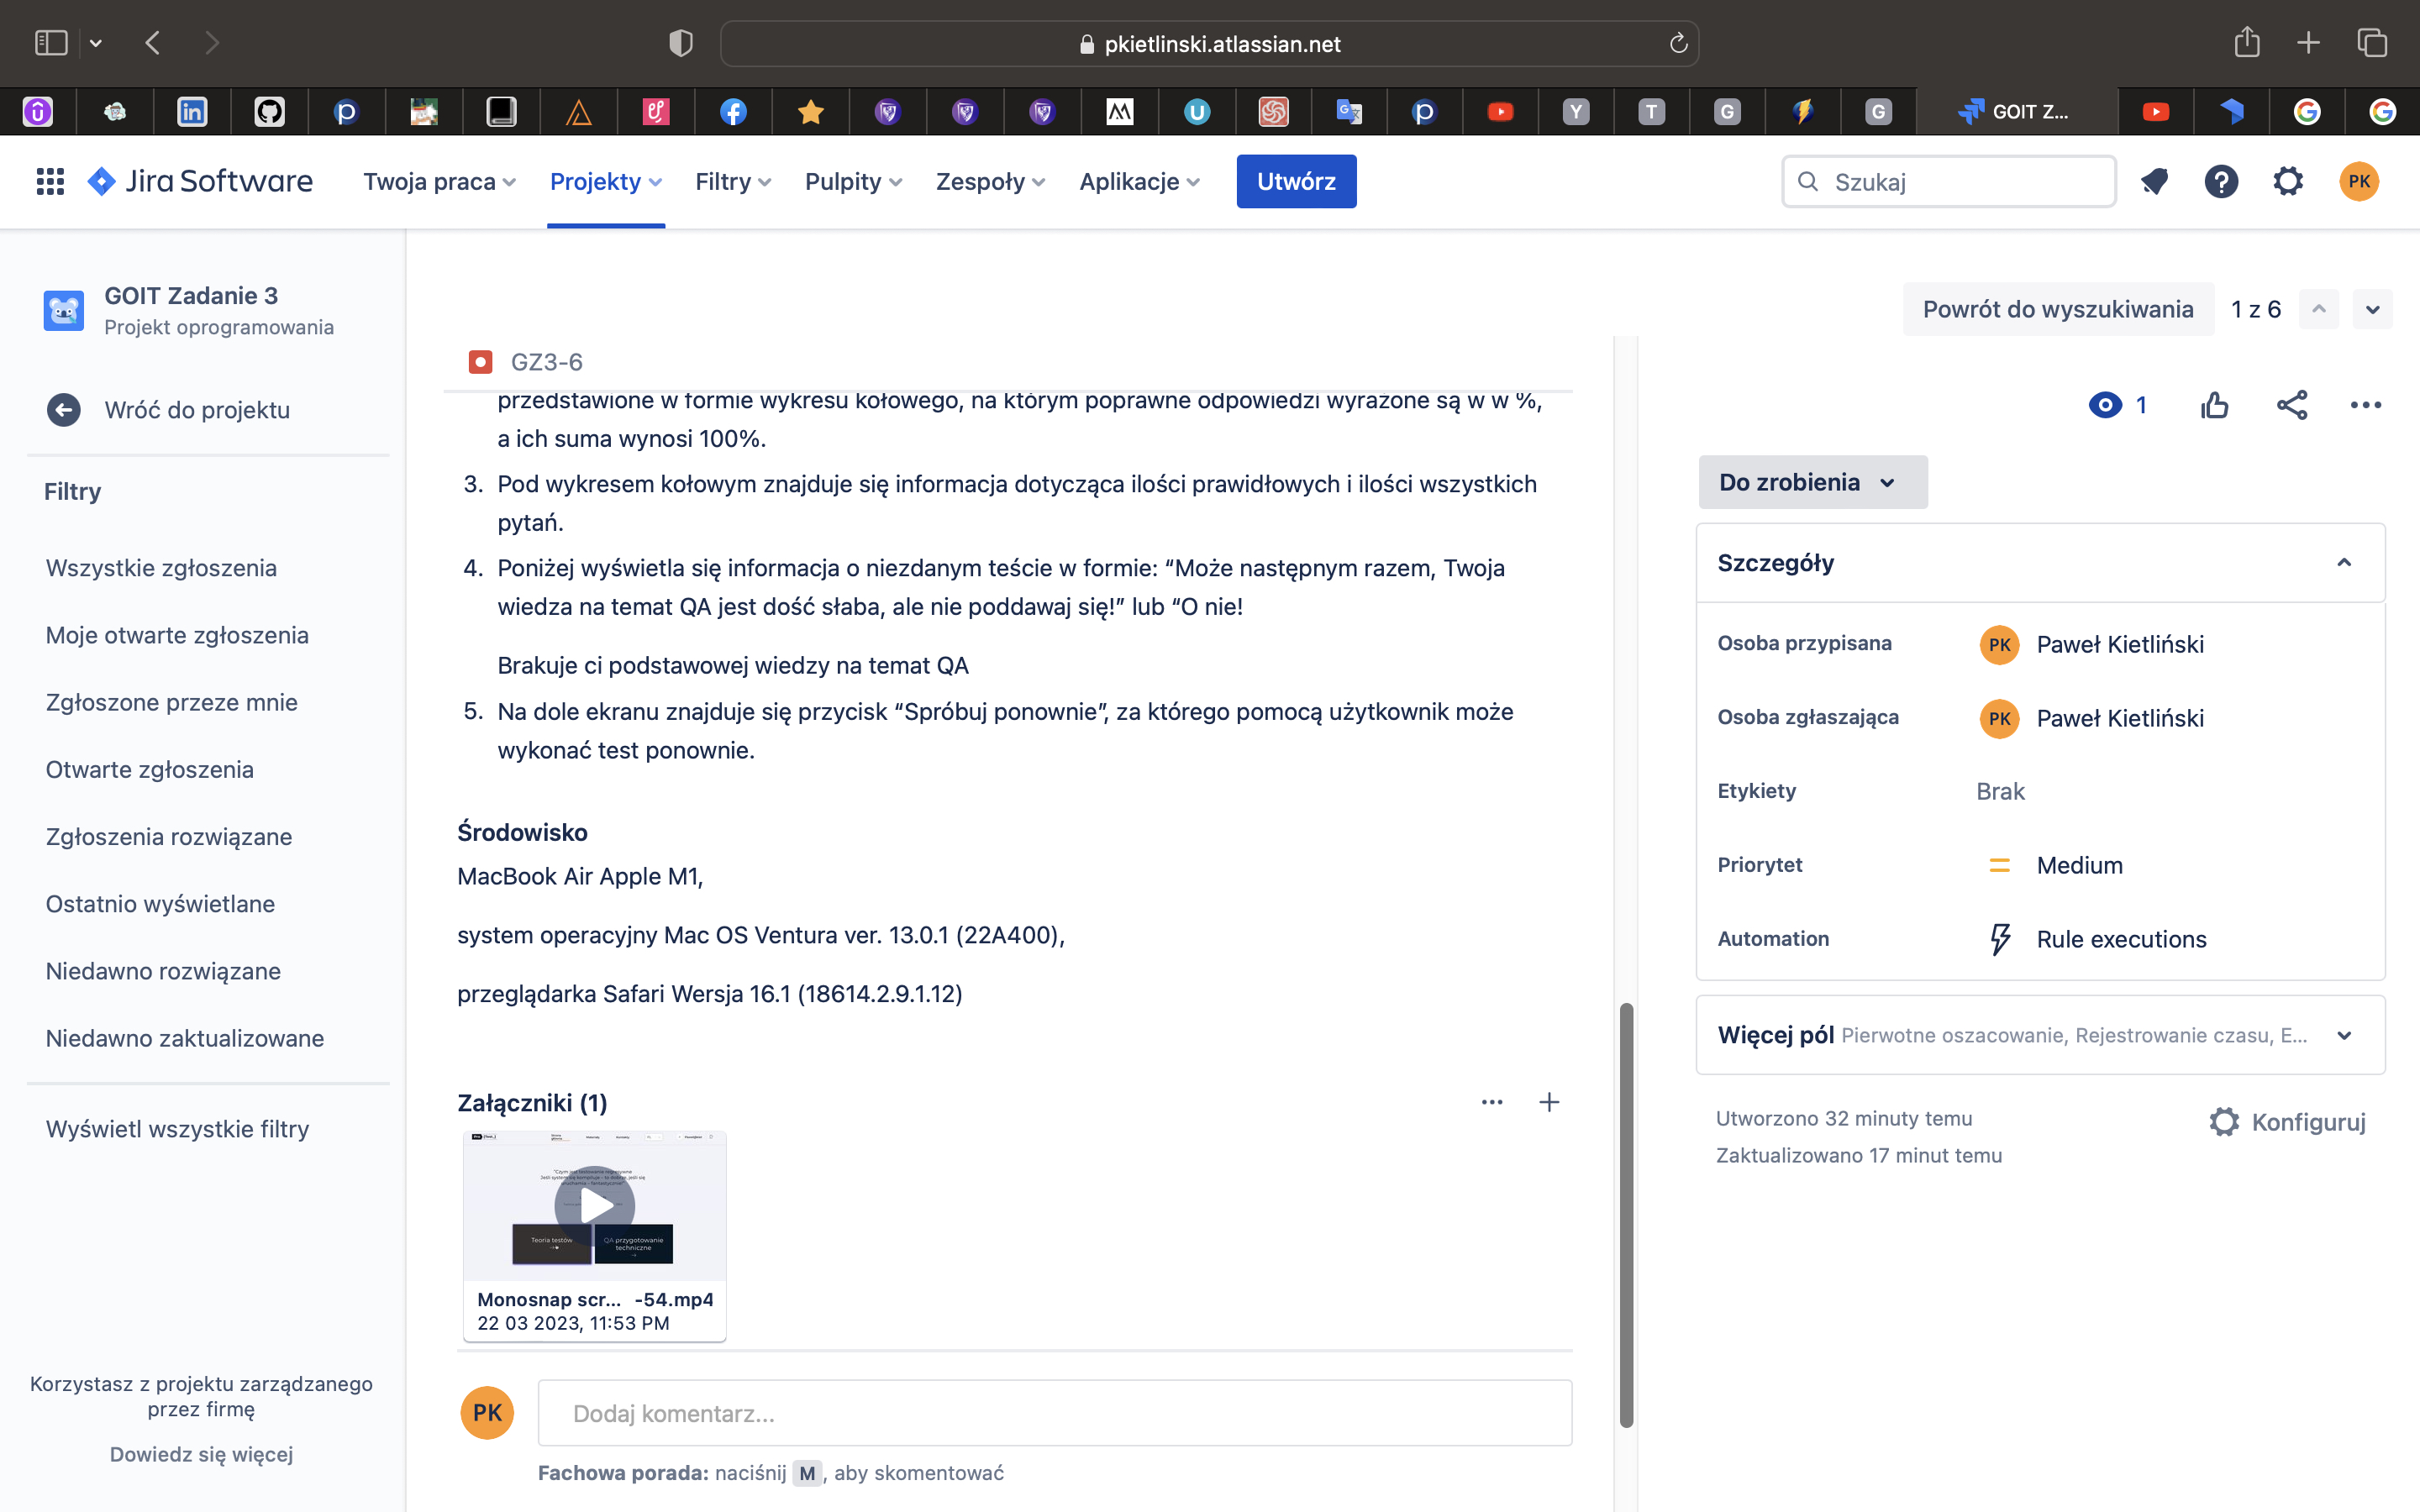 pkietlinski.atlassian.net
GOIT Z...
Jira Software
Twoja praca
Projekty
Filtry
Pulpity
Zespoły
Aplikacje
Utwórz
Szukaj
PK
GOIT Zadanie 3
Projekt oprogramowania
Wróć do projektu
Filtry
Wszystkie zgłoszenia
Moje otwarte zgłoszenia
Zgłoszone przeze mnie
Otwarte zgłoszenia
Zgłoszenia rozwiązane
Ostatnio wyświetlane
Niedawno rozwiązane
Niedawno zaktualizowane
Wyświetl wszystkie filtry
Korzystasz z projektu zarządzanego
przez firmę
Dowiedz się więcej
Powrót do wyszukiwania
1 z 6
GZ3-6
przedstawione w formie wykresu kołowego, na którym poprawne odpowiedzi wyrażone są w w %,
a ich suma wynosi 100%.
3. Pod wykresem kołowym znajduje się informacja dotycząca ilości prawidłowych i ilości wszystkich
pytań.
4. Poniżej wyświetla się informacja o niezdanym teście w formie: “Może następnym razem, Twoja
wiedza na temat QA jest dość słaba, ale nie poddawaj się!” lub “O nie!
Brakuje ci podstawowej wiedzy na temat QA
5. Na dole ekranu znajduje się przycisk “Spróbuj ponownie”, za którego pomocą użytkownik może
wykonać test ponownie.
Środowisko
MacBook Air Apple M1,
system operacyjny Mac OS Ventura ver. 13.0.1 (22A400),
przeglądarka Safari Wersja 16.1 (18614.2.9.1.12)
Załączniki (1)
Teoria testów
QA przygotowanie
techniczne
Monosnap scr... -54.mp4
22 03 2023, 11:53 PM
PK
Dodaj komentarz...
Fachowa porada: naciśnij M, aby skomentować
1
Do zrobienia
Szczegóły
Osoba przypisana
PK Paweł Kietliński
Osoba zgłaszająca
PK Paweł Kietliński
Etykiety
Brak
Priorytet
Medium
Automation
Rule executions
Więcej pól Pierwotne oszacowanie, Rejestrowanie czasu, E...
Utworzono 32 minuty temu
Zaktualizowano 17 minut temu
Konfiguruj